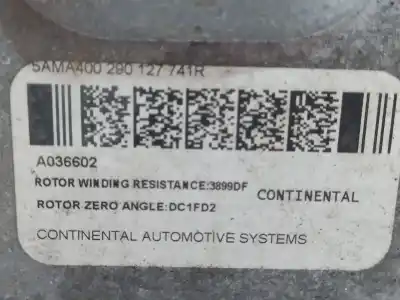 5AMA400 290 127 741R
A036602
ROTOR WINDING RESISTANCE:3899DF
CONTINENTAL
ROTOR ZERO ANGLE:DC1FD2
CONTINENTAL AUTOMOTIVE SYSTEMS